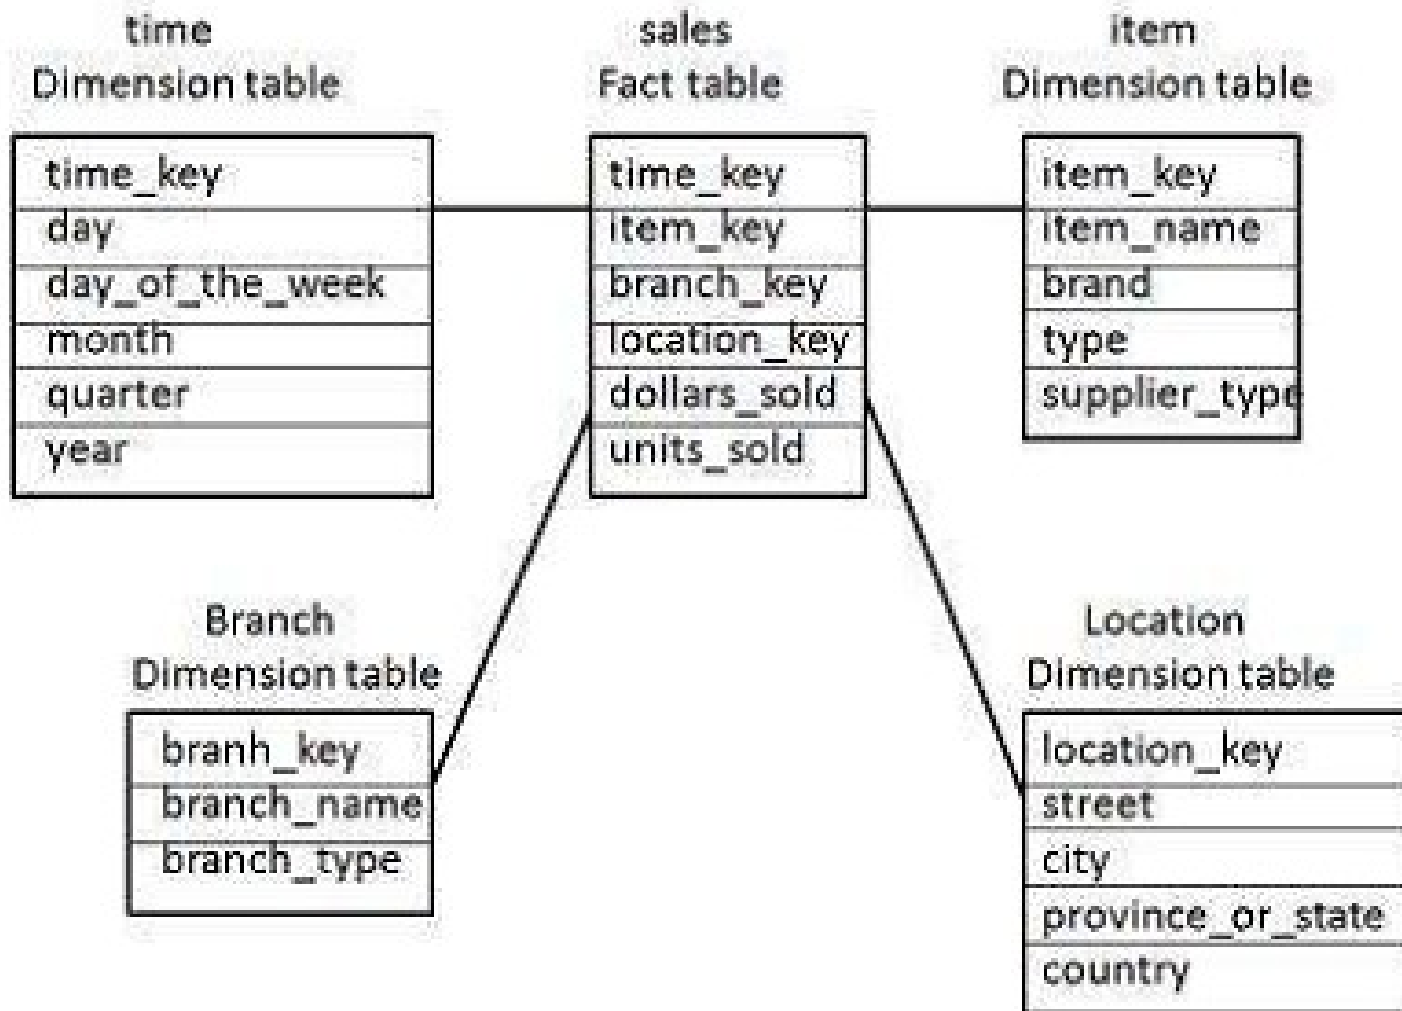 time
Dimension table
time_key
day
day_of_the_week
month
quarter
year
sales
Fact table
time_key
item_key
branch_key
location_key
dollars_sold
units_sold
item
Dimension table
item_key
item_name
brand
type
supplier_type
Branch
Dimension table
branh_key
branch_name
branch_type
Location
Dimension table
location_key
street
city
province_or_state
country